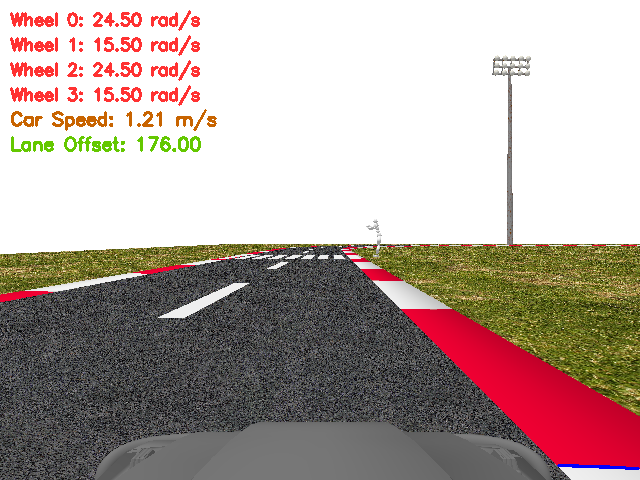 Wheel 0: 24.50 rad/s
Wheel 1: 15.50 rad/s
Wheel 2: 24.50 rad/s
Wheel 3: 15.50 rad/s
Car Speed: 1.21 m/s
Lane Offset: 176.00